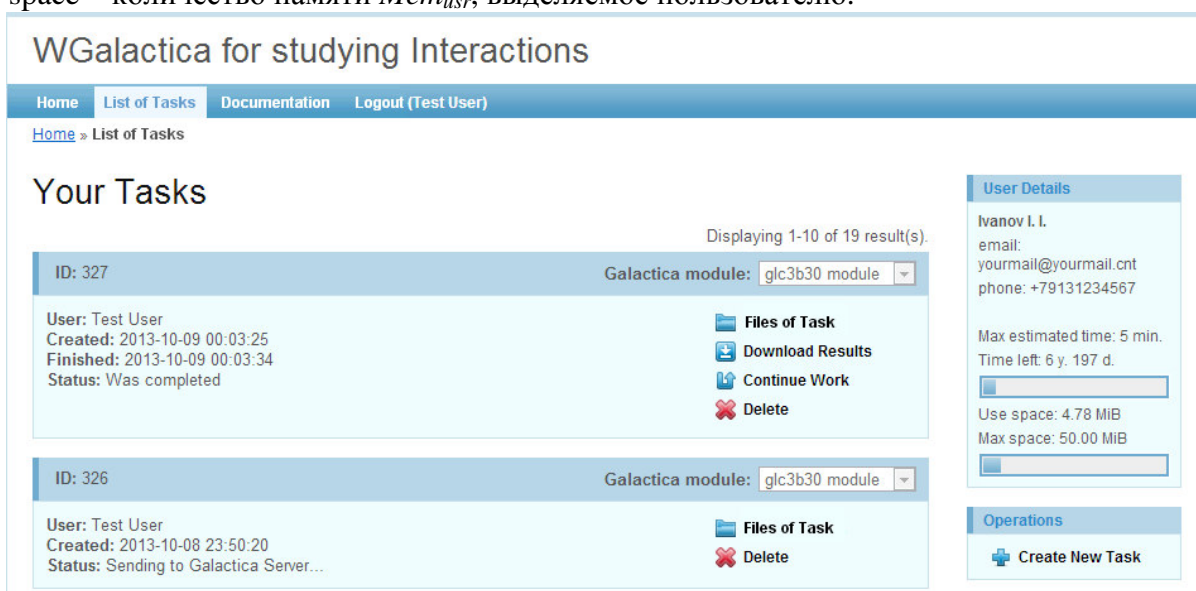 space – количество памяти Mem_usr, выделяемое пользователю.
WGalactica for studying Interactions
Home List of Tasks Documentation Logout (Test User)
Home » List of Tasks
Your Tasks
Displaying 1-10 of 19 result(s).
ID: 327 Galactica module: glc3b30 module
User: Test User
Created: 2013-10-09 00:03:25
Finished: 2013-10-09 00:03:34
Status: Was completed
Files of Task
Download Results
Continue Work
Delete
ID: 326 Galactica module: glc3b30 module
User: Test User
Created: 2013-10-08 23:50:20
Status: Sending to Galactica Server...
Files of Task
Delete
User Details
Ivanov I. I.
email:
yourmail@yourmail.cnt
phone: +79131234567
Max estimated time: 5 min.
Time left: 6 y. 197 d.
Use space: 4.78 MiB
Max space: 50.00 MiB
Operations
Create New Task